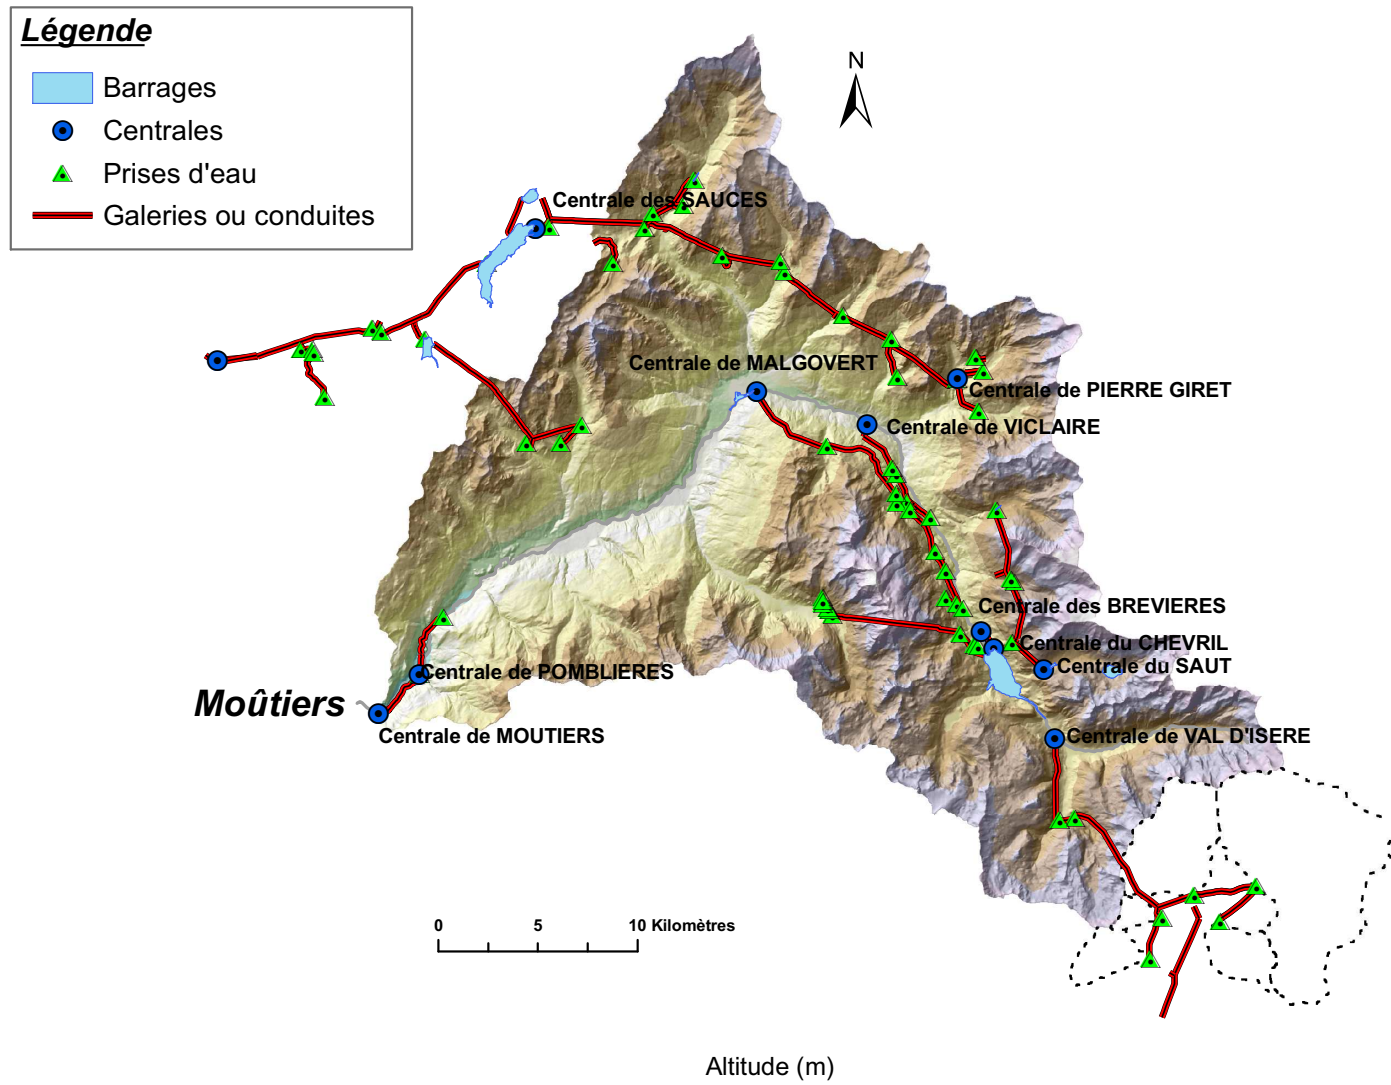 Légende
Barrages
Centrales
Prises d'eau
Galeries ou conduites
N
Centrale des SAUCES
Centrale de MALGOVERT
Centrale de PIERRE GIRET
Centrale de VICLAIRE
Centrale des BREVIERES
Centrale du CHEVRIL
Centrale du SAUT
Centrale de POMBLIERES
Moûtiers
Centrale de MOUTIERS
Centrale de VAL D'ISERE
0 5 10 Kilomètres
Altitude (m)